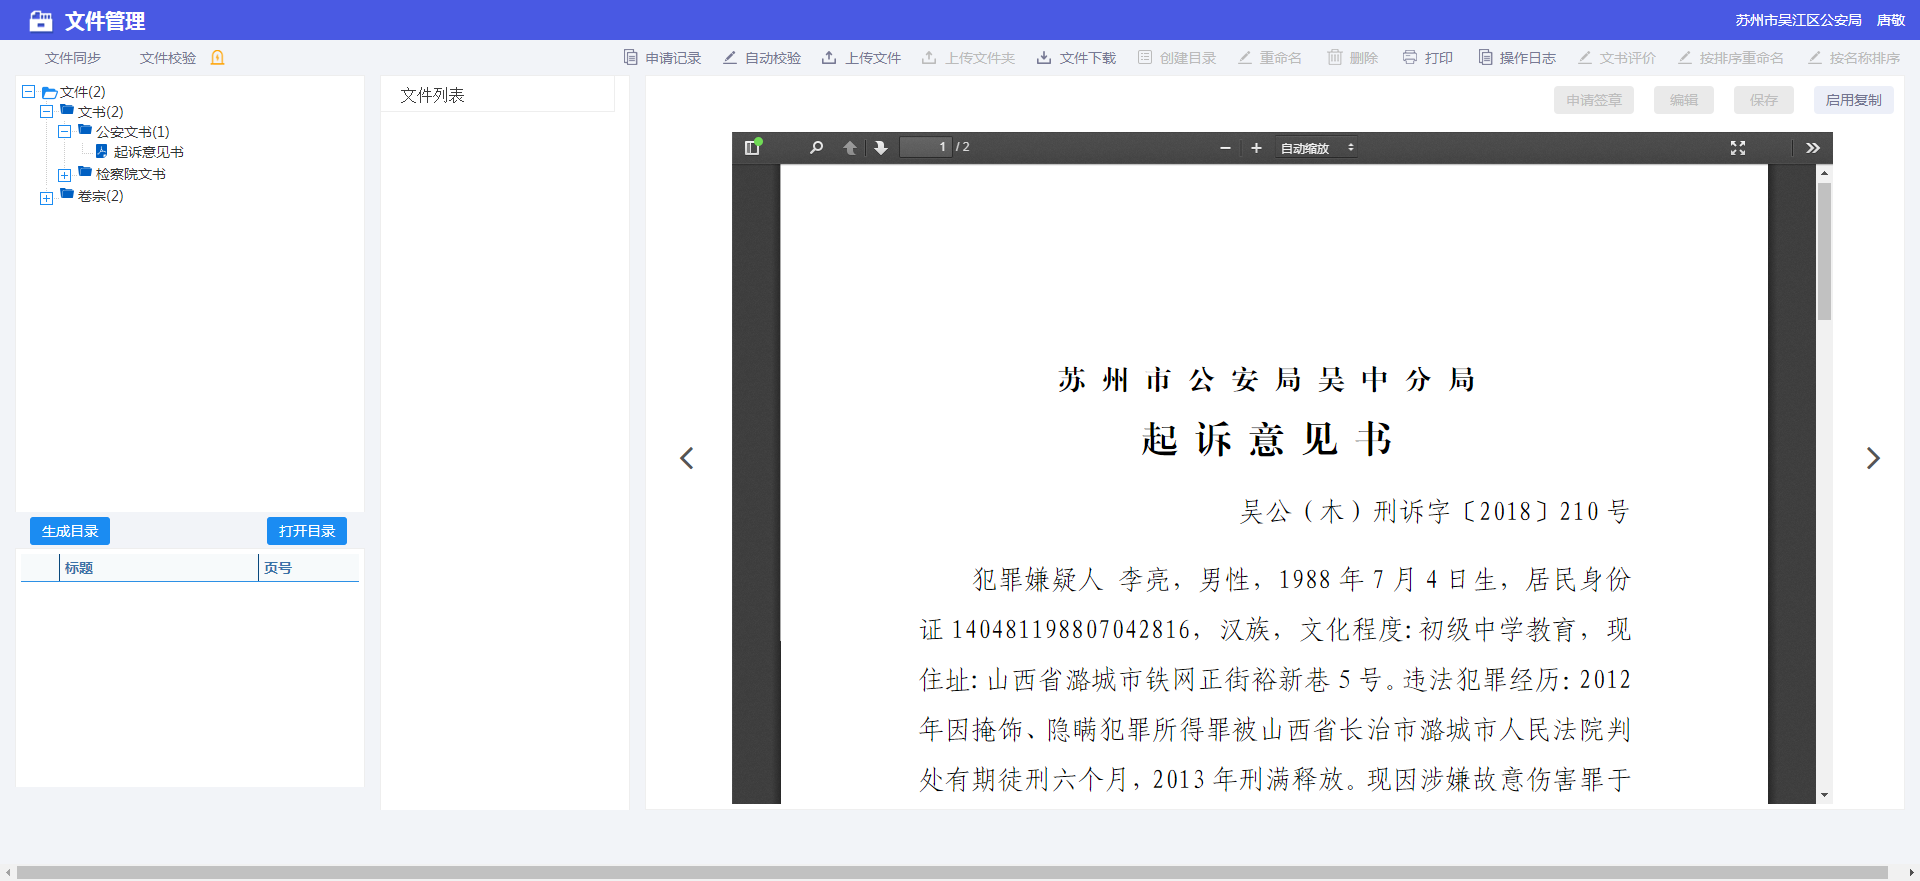 文件管理
苏州市吴江区公安局 唐敬
文件同步 文件校验 申请记录 自动校验 上传文件 上传文件夹 文件下载 创建目录 重命名 删除 打印 操作日志 文书评价 按排序重命名 按名称排序
文件(2)
文书(2)
公安文书(1)
起诉意见书
检察院文书
卷宗(2)
生成目录 打开目录
标题 页号
文件列表
申请签章 编辑 保存 启用复制
1 / 2 自动缩放
苏州市公安局吴中分局
起诉意见书
吴公（木）刑诉字〔2018〕210 号
犯罪嫌疑人 李亮，男性，1988 年 7 月 4 日生，居民身份
证 140481198807042816，汉族，文化程度:初级中学教育，现
住址:山西省潞城市铁网正街裕新巷 5 号。违法犯罪经历:2012
年因掩饰、隐瞒犯罪所得罪被山西省长治市潞城市人民法院判
处有期徒刑六个月，2013 年刑满释放。现因涉嫌故意伤害罪于